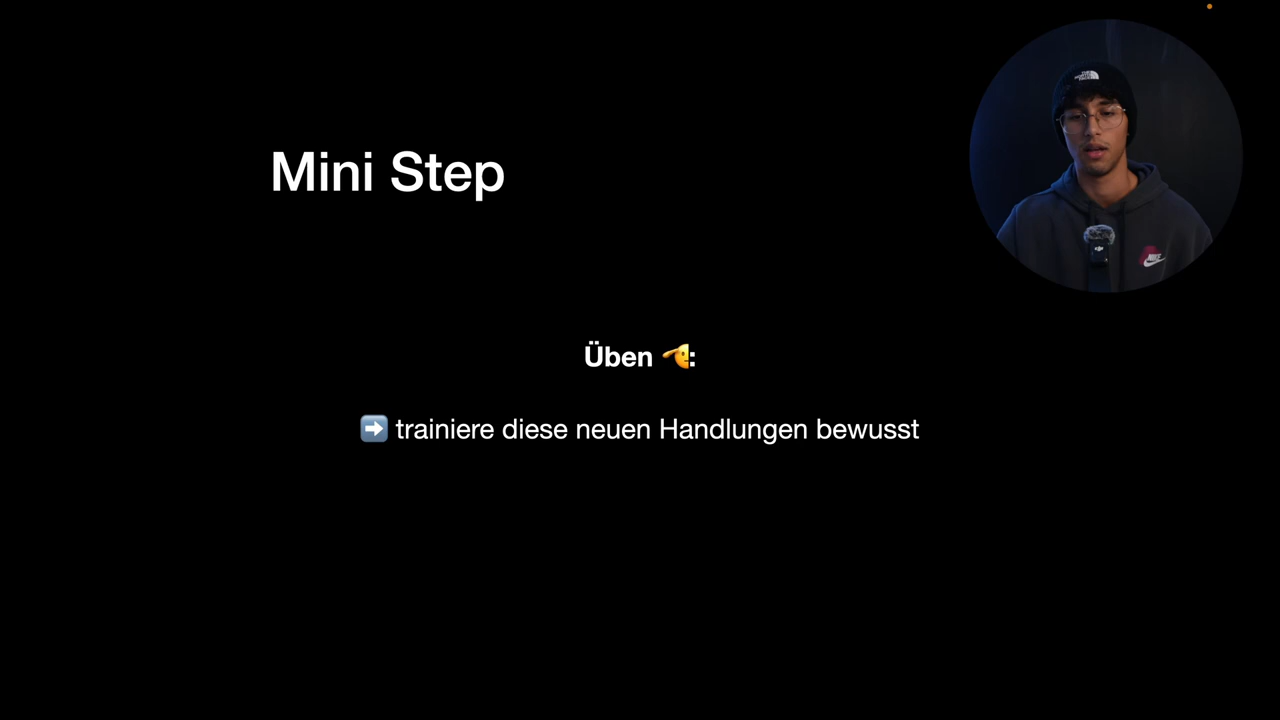 Mini Step
Üben 🫡:
➡️ trainiere diese neuen Handlungen bewusst